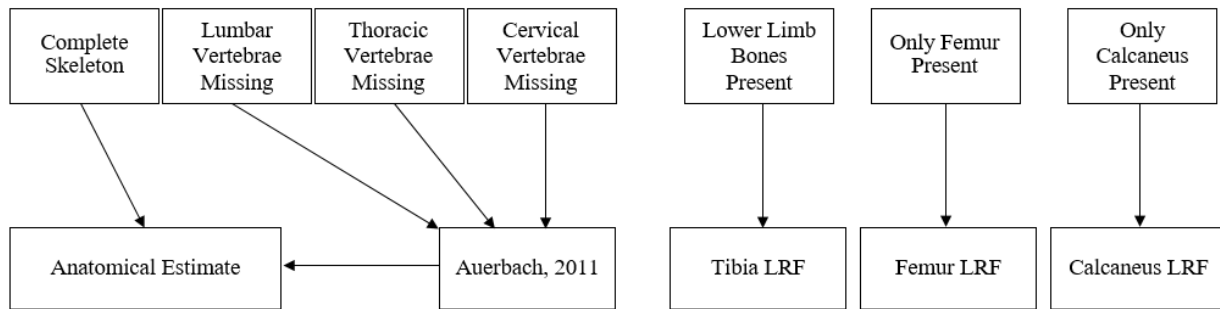 Complete
Skeleton
Lumbar
Vertebrae
Missing
Thoracic
Vertebrae
Missing
Cervical
Vertebrae
Missing
Lower Limb
Bones
Present
Only Femur
Present
Only
Calcaneus
Present
Anatomical Estimate
Auerbach, 2011
Tibia LRF
Femur LRF
Calcaneus LRF